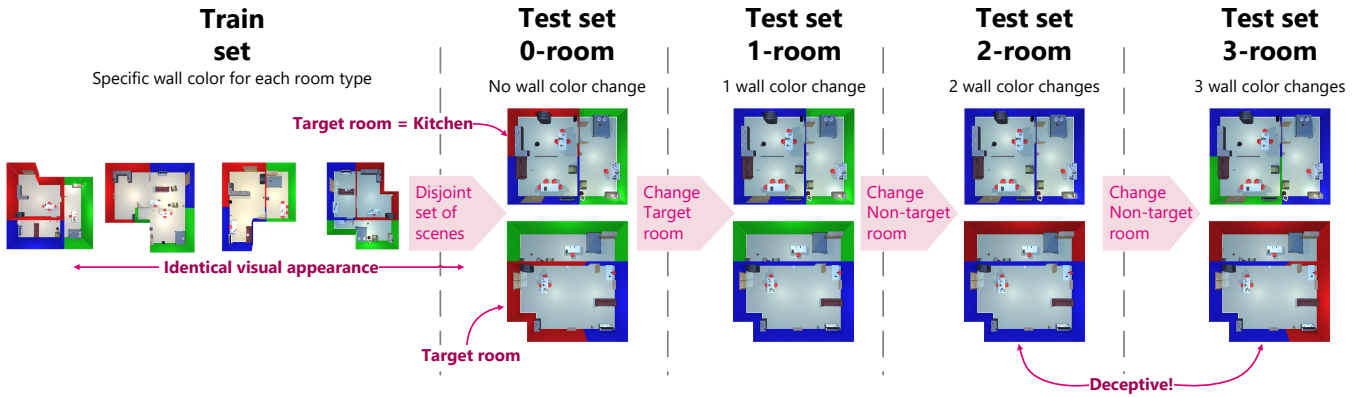 Train
set
Specific wall color for each room type
Identical visual appearance
Disjoint
set of
scenes
Test set
0-room
No wall color change
Target room = Kitchen
Target room
Change
Target
room
Test set
1-room
1 wall color change
Change
Non-target
room
Test set
2-room
2 wall color changes
Change
Non-target
room
Test set
3-room
3 wall color changes
Deceptive!